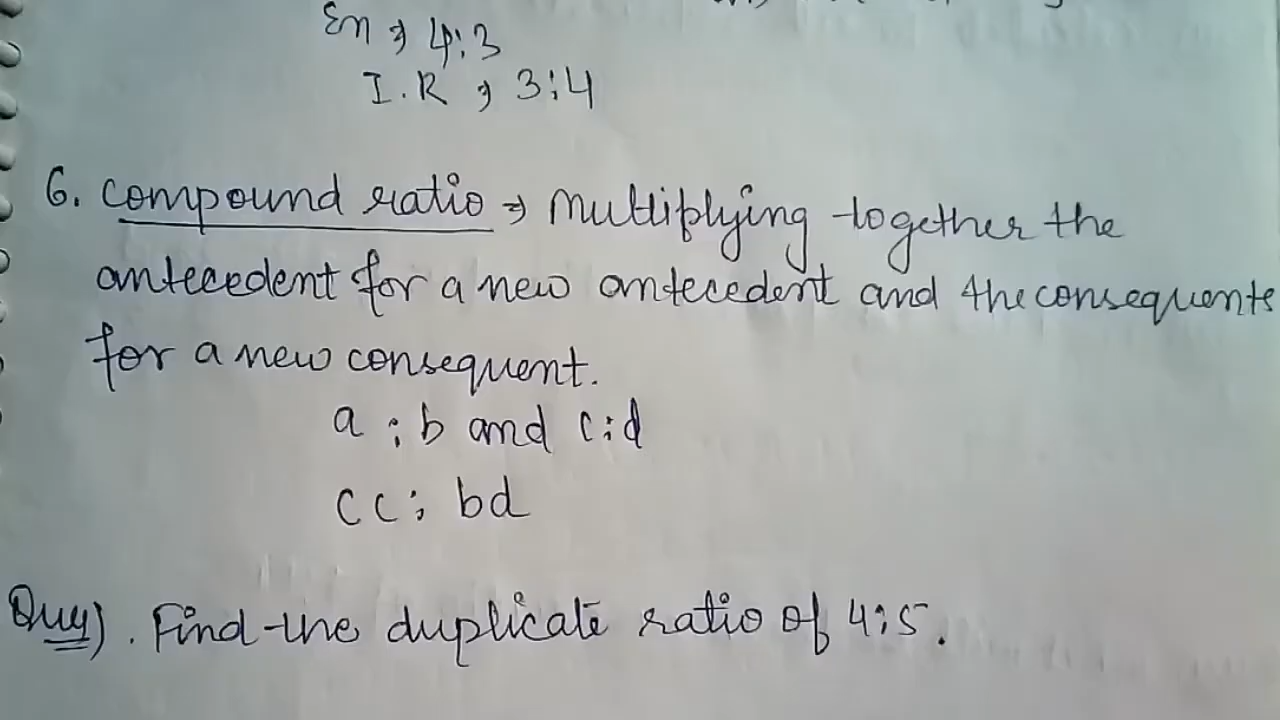 En → 4:3
I.R → 3:4
6. Compound ratio → Multiplying together the
antecedent for a new antecedent and the consequents
for a new consequent.
a : b and c:d
cc : bd
Ques). Find the duplicate ratio of 4:5.